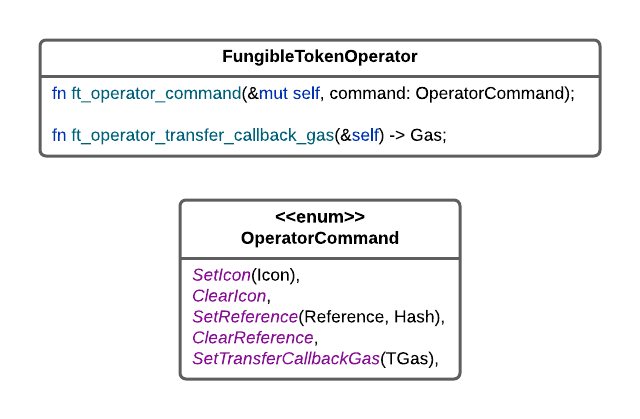 FungibleTokenOperator
fn ft_operator_command(&mut self, command: OperatorCommand);
fn ft_operator_transfer_callback_gas(&self) -> Gas;
<<enum>>
OperatorCommand
SetIcon(Icon),
ClearIcon,
SetReference(Reference, Hash),
ClearReference,
SetTransferCallbackGas(TGas),